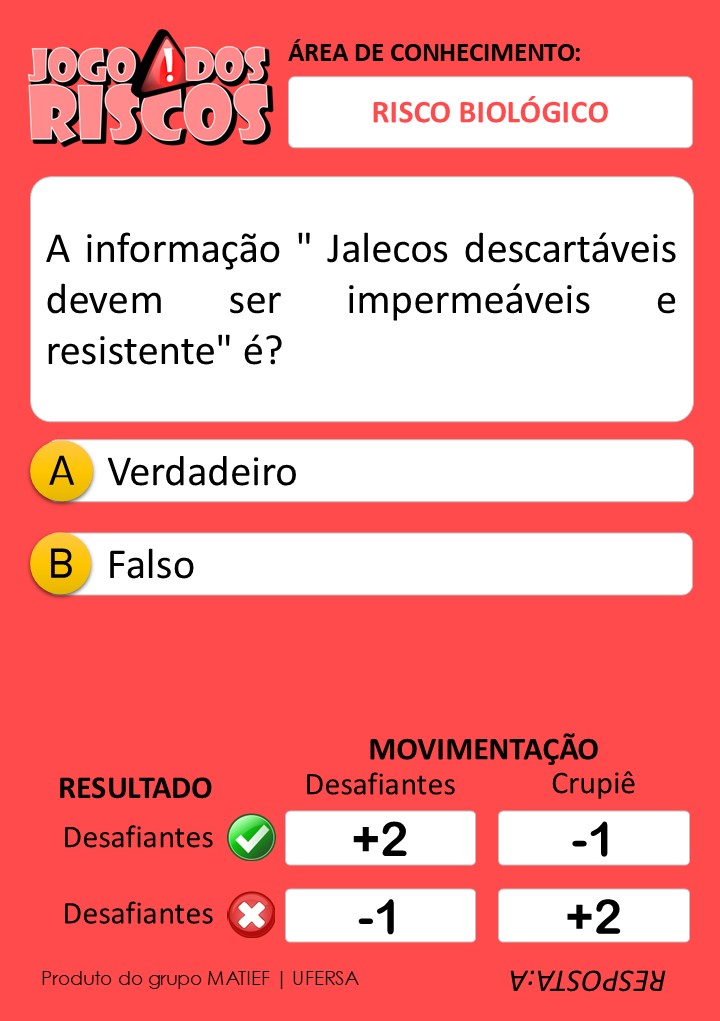 JOGO DOS
RISCOS
ÁREA DE CONHECIMENTO:
RISCO BIOLÓGICO
A informação " Jalecos descartáveis
devem ser impermeáveis e
resistente" é?
A Verdadeiro
B Falso
MOVIMENTAÇÃO
RESULTADO Desafiantes Crupiê
Desafiantes +2 -1
Desafiantes -1 +2
Produto do grupo MATIEF | UFERSA
RESPOSTA:A